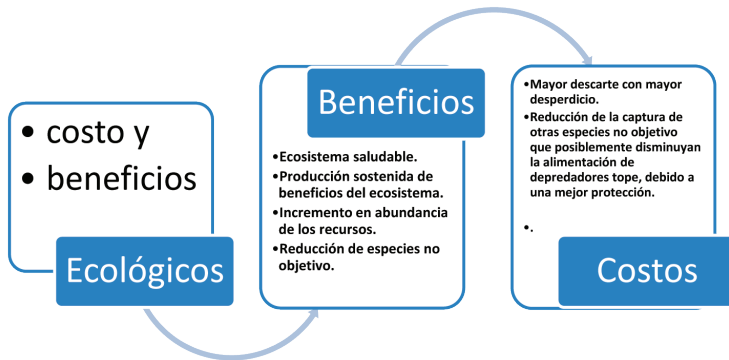 • costo y
• beneficios
Ecológicos
Beneficios
•Ecosistema saludable.
•Producción sostenida de
beneficios del ecosistema.
•Incremento en abundancia
de los recursos.
•Reducción de especies no
objetivo.
•Mayor descarte con mayor
desperdicio.
•Reducción de la captura de
otras especies no objetivo
que posiblemente disminuyan
la alimentación de
depredadores tope, debido a
una mejor protección.
•.
Costos